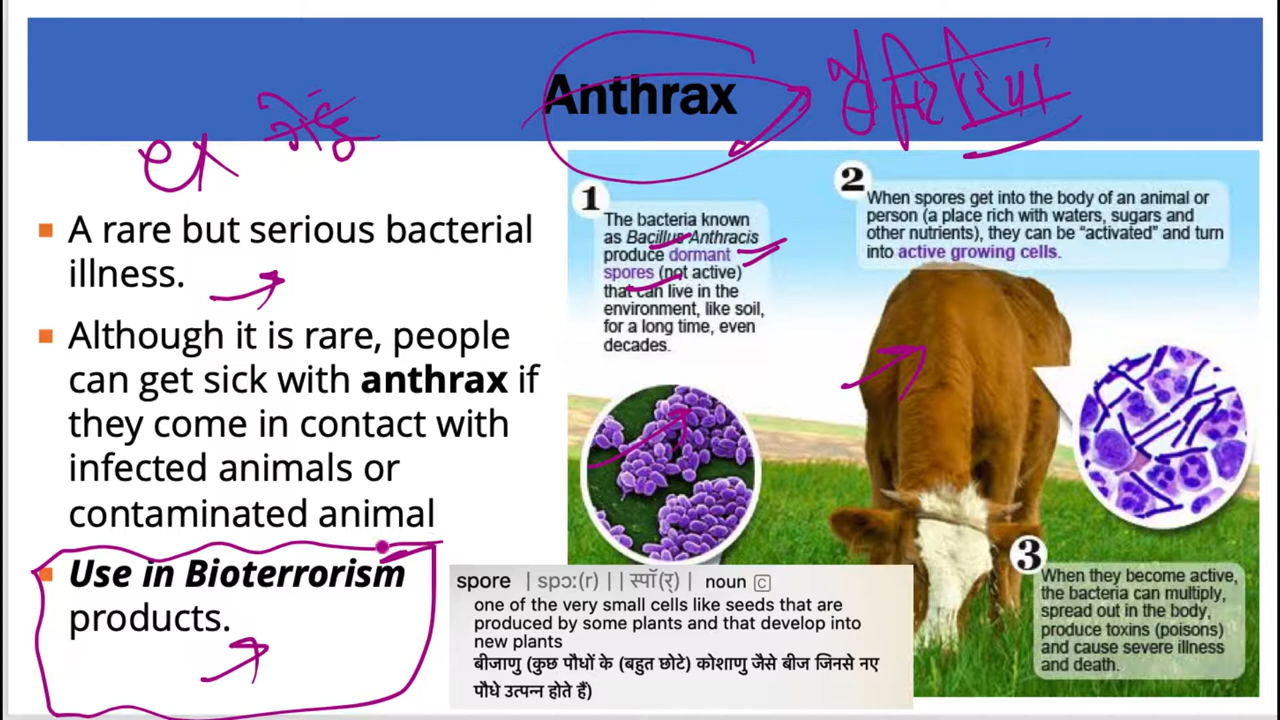 Anthrax
ex गेहूं
A rare but serious bacterial
illness.
Although it is rare, people
can get sick with anthrax if
they come in contact with
infected animals or
contaminated animal
Use in Bioterrorism
products.
1
The bacteria known
as Bacillus Anthracis
produce dormant
spores (not active)
that can live in the
environment, like soil,
for a long time, even
decades.
2
When spores get into the body of an animal or
person (a place rich with waters, sugars and
other nutrients), they can be “activated” and turn
into active growing cells.
3
When they become active,
the bacteria can multiply,
spread out in the body,
produce toxins (poisons)
and cause severe illness
and death.
spore | spɔː(r) | | स्पॉ(र्) | noun C
one of the very small cells like seeds that are
produced by some plants and that develop into
new plants
बीजाणु (कुछ पौधों के (बहुत छोटे) कोशाणु जैसे बीज जिनसे नए
पौधे उत्पन्न होते हैं)